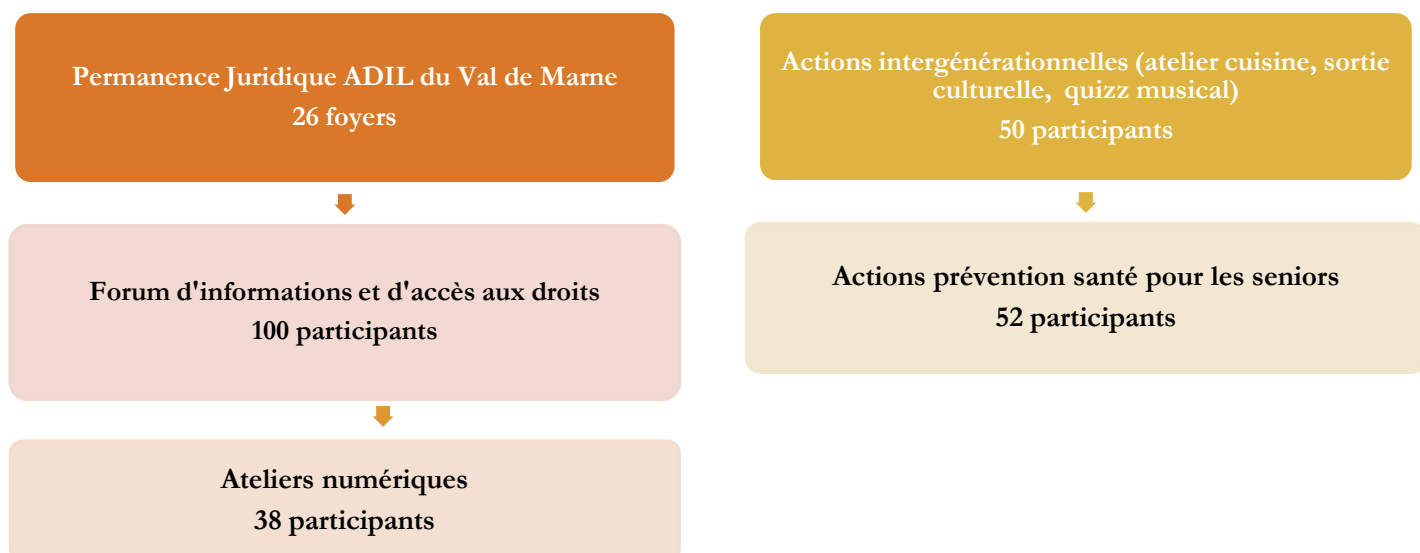 Permanence Juridique ADIL du Val de Marne
26 foyers
Forum d'informations et d'accès aux droits
100 participants
Ateliers numériques
38 participants
Actions intergénérationnelles (atelier cuisine, sortie
culturelle, quizz musical)
50 participants
Actions prévention santé pour les seniors
52 participants